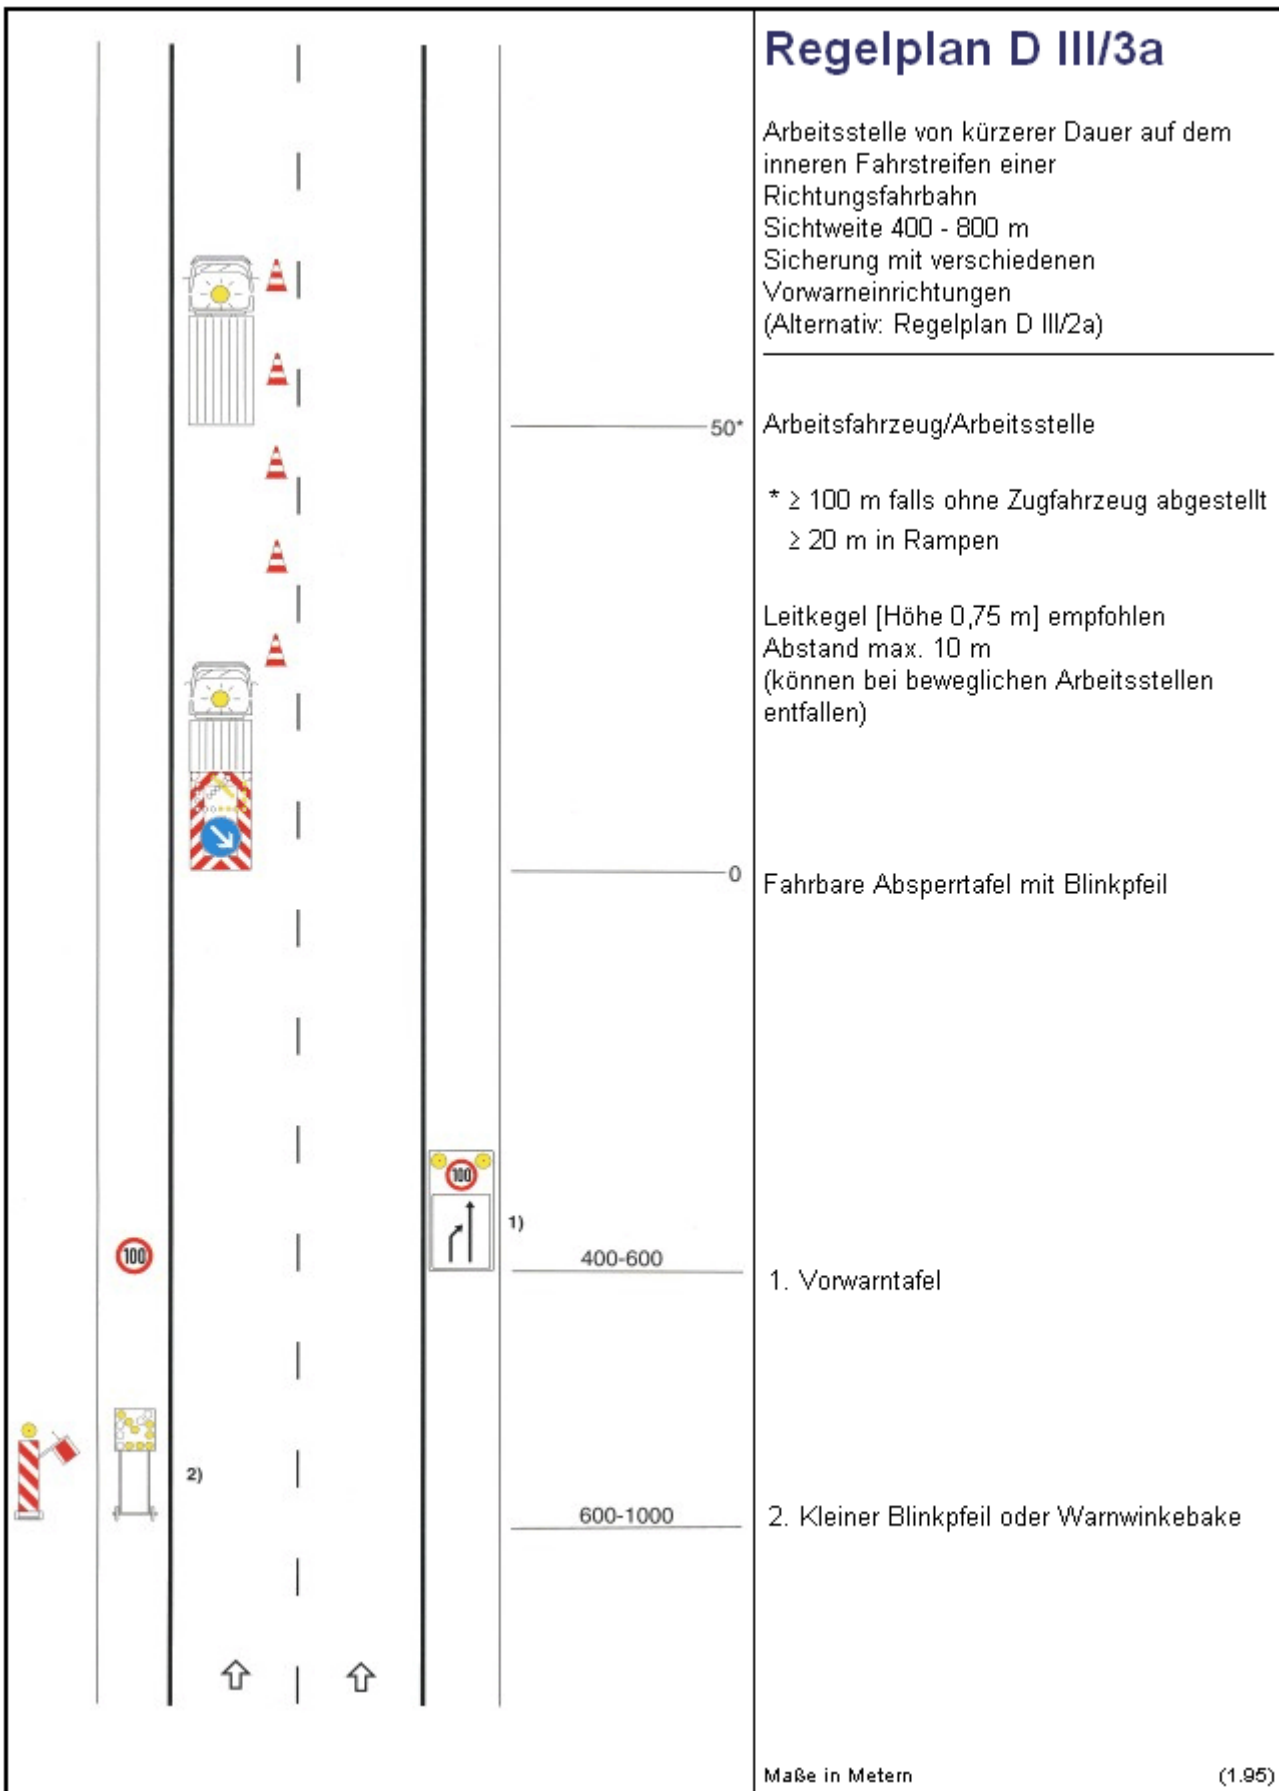 Regelplan D III/3a
Arbeitsstelle von kürzerer Dauer auf dem
inneren Fahrstreifen einer
Richtungsfahrbahn
Sichtweite 400 - 800 m
Sicherung mit verschiedenen
Vorwarneinrichtungen
(Alternativ: Regelplan D III/2a)
50* Arbeitsfahrzeug/Arbeitsstelle
* ≥ 100 m falls ohne Zugfahrzeug abgestellt
≥ 20 m in Rampen
Leitkegel [Höhe 0,75 m] empfohlen
Abstand max. 10 m
(können bei beweglichen Arbeitsstellen
entfallen)
0 Fahrbare Absperrtafel mit Blinkpfeil
100
1)
100
400-600
1. Vorwarntafel
2)
600-1000
2. Kleiner Blinkpfeil oder Warnwinkebake
Maße in Metern (1.95)